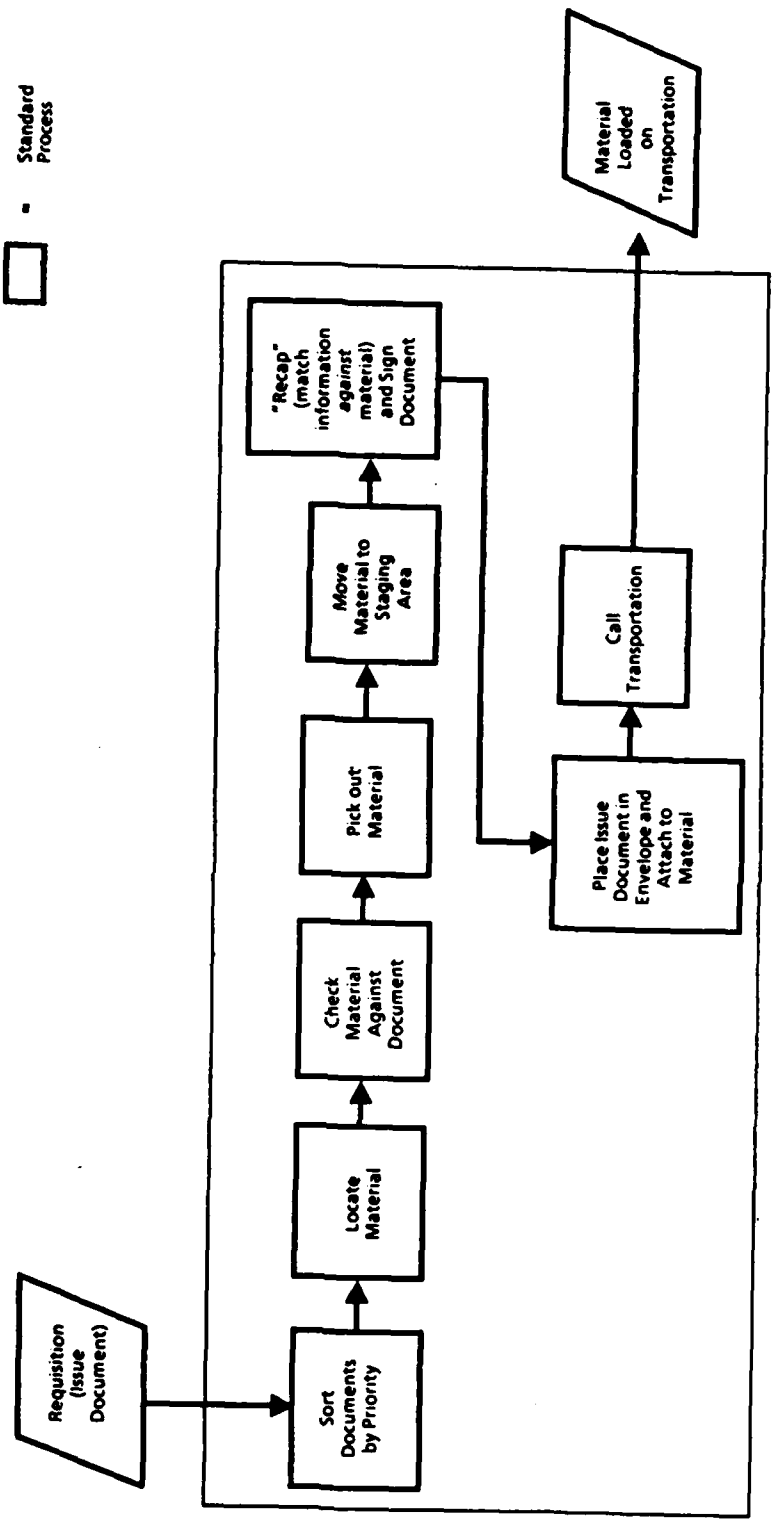 = Standard
Process
Requisition
(Issue
Document)
Sort
Documents
by Priority
Locate
Material
Check
Material
Against
Document
Pick out
Material
Move
Material to
Staging
Area
"Recap"
(match
information
against
material)
and Sign
Document
Place Issue
Document in
Envelope and
Attach to
Material
Call
Transportation
Material
Loaded
on
Transportation